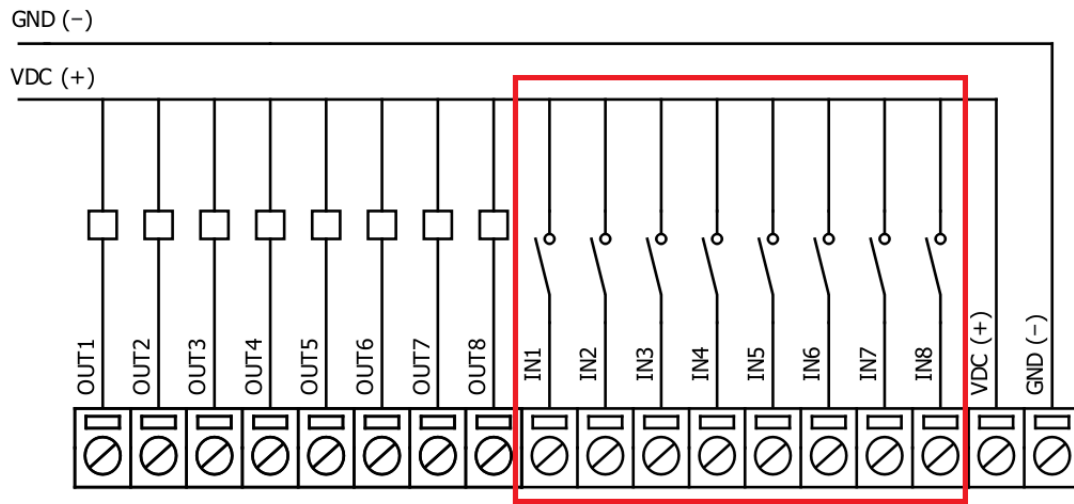 GND (−)
VDC (+)
OUT1
OUT2
OUT3
OUT4
OUT5
OUT6
OUT7
OUT8
IN1
IN2
IN3
IN4
IN5
IN6
IN7
IN8
VDC (+)
GND (−)